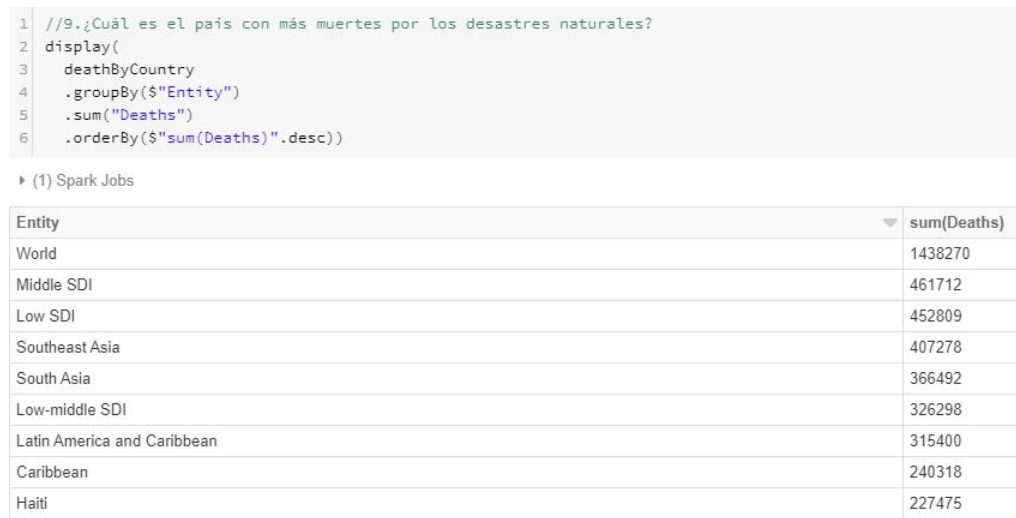 1 //9.¿Cuál es el país con más muertes por los desastres naturales?
2 display(
3 deathByCountry
4 .groupBy($"Entity")
5 .sum("Deaths")
6 .orderBy($"sum(Deaths)".desc))
(1) Spark Jobs
Entity sum(Deaths)
World 1438270
Middle SDI 461712
Low SDI 452809
Southeast Asia 407278
South Asia 366492
Low-middle SDI 326298
Latin America and Caribbean 315400
Caribbean 240318
Haiti 227475